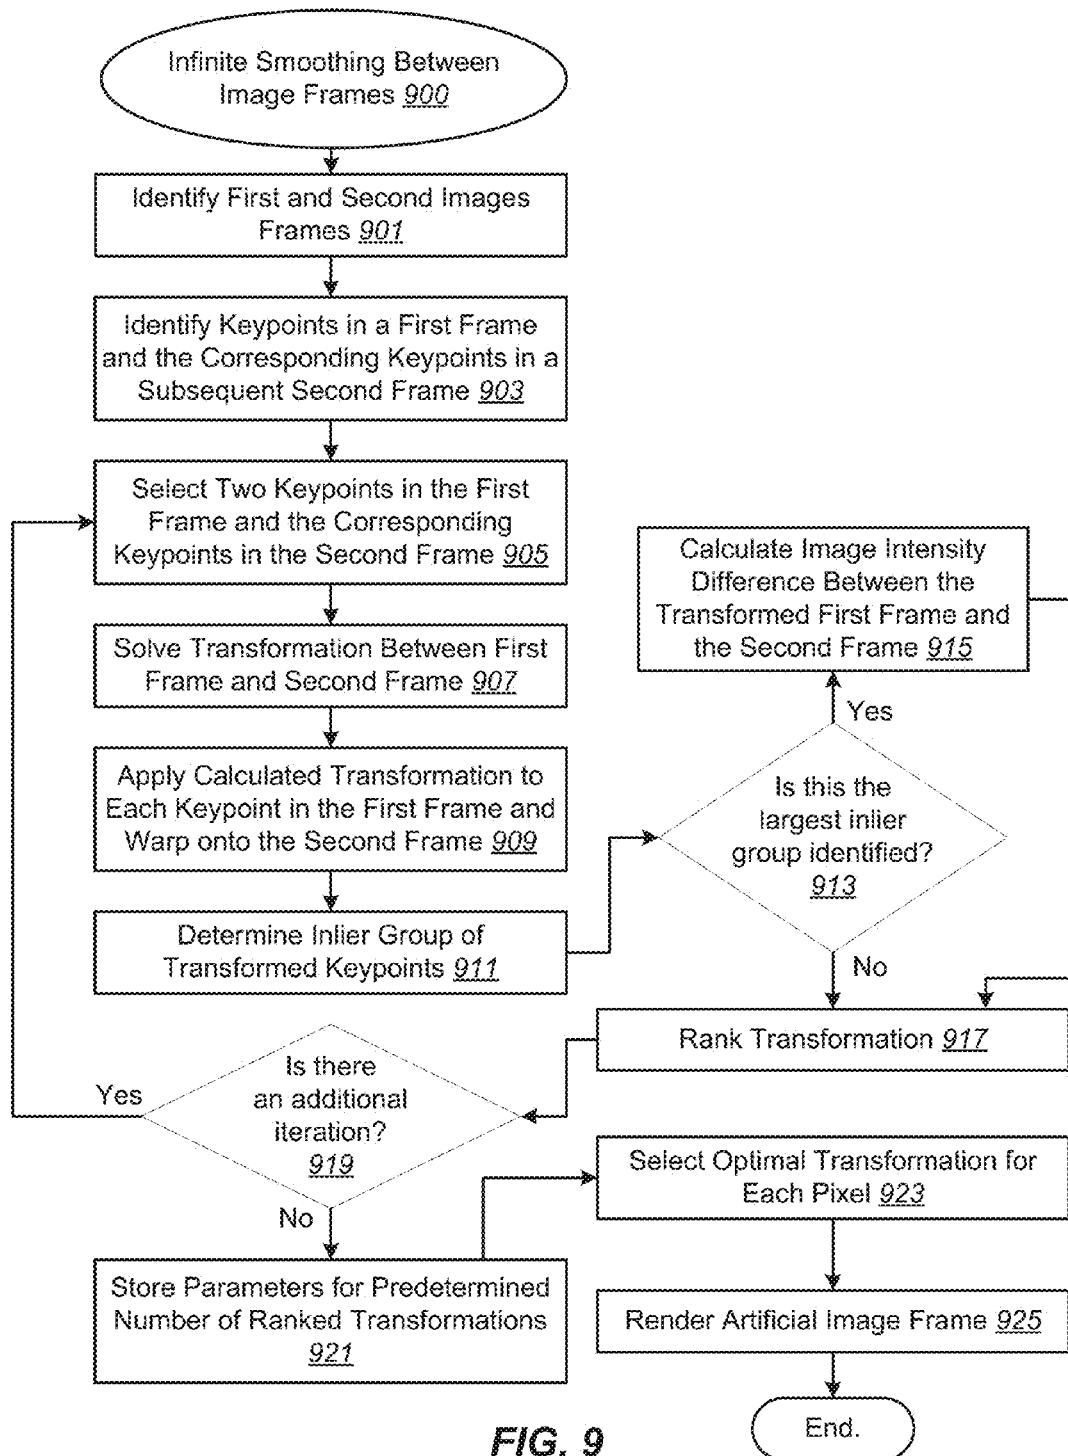 Infinite Smoothing Between
Image Frames 900
Identify First and Second Images
Frames 901
Identify Keypoints in a First Frame
and the Corresponding Keypoints in a
Subsequent Second Frame 903
Select Two Keypoints in the First
Frame and the Corresponding
Keypoints in the Second Frame 905
Solve Transformation Between First
Frame and Second Frame 907
Apply Calculated Transformation to
Each Keypoint in the First Frame and
Warp onto the Second Frame 909
Determine Inlier Group of
Transformed Keypoints 911
Is this the
largest inlier
group identified?
913
Yes
Calculate Image Intensity
Difference Between the
Transformed First Frame and
the Second Frame 915
No
Rank Transformation 917
Is there
an additional
iteration?
919
Yes
No
Store Parameters for Predetermined
Number of Ranked Transformations
921
Select Optimal Transformation for
Each Pixel 923
Render Artificial Image Frame 925
End.
FIG. 9